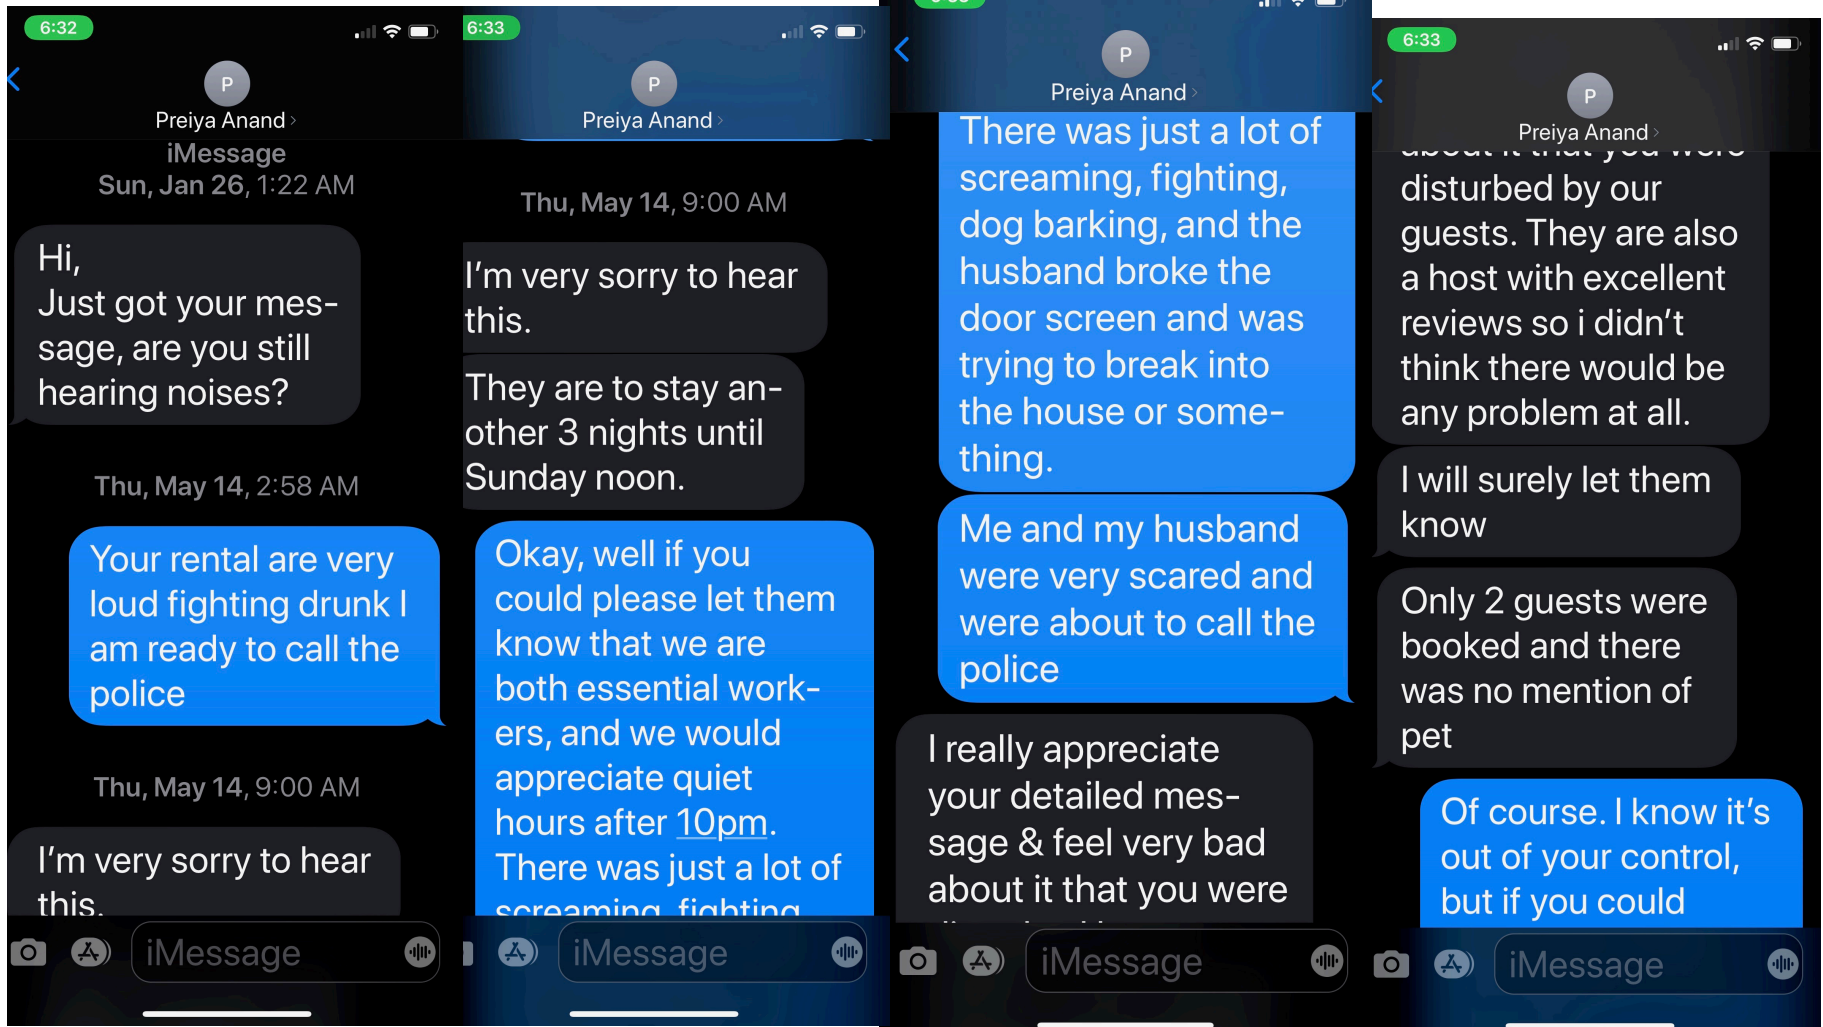 6:32
P
Preiya Anand
iMessage
Sun, Jan 26, 1:22 AM
Hi,
Just got your mes-
sage, are you still
hearing noises?
Thu, May 14, 2:58 AM
Your rental are very
loud fighting drunk I
am ready to call the
police
Thu, May 14, 9:00 AM
I'm very sorry to hear
this.
iMessage
6:33
P
Preiya Anand
Thu, May 14, 9:00 AM
I'm very sorry to hear
this.
They are to stay an-
other 3 nights until
Sunday noon.
Okay, well if you
could please let them
know that we are
both essential work-
ers, and we would
appreciate quiet
hours after 10pm.
There was just a lot of
screaming, fighting,
iMessage
P
Preiya Anand
There was just a lot of
screaming, fighting,
dog barking, and the
husband broke the
door screen and was
trying to break into
the house or some-
thing.
Me and my husband
were very scared and
were about to call the
police
I really appreciate
your detailed mes-
sage & feel very bad
about it that you were
iMessage
6:33
P
Preiya Anand
about it that you were
disturbed by our
guests. They are also
a host with excellent
reviews so i didn't
think there would be
any problem at all.
I will surely let them
know
Only 2 guests were
booked and there
was no mention of
pet
Of course. I know it's
out of your control,
but if you could
iMessage